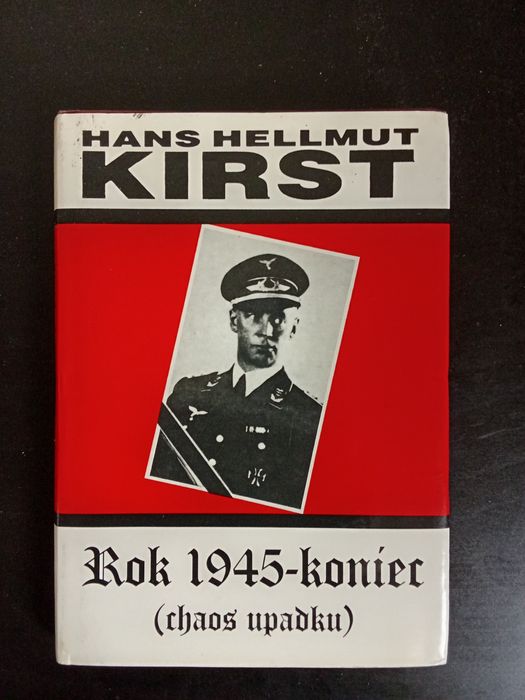 HANS HELLMUT
KIRST
Rok 1945-koniec
(chaos upadku)